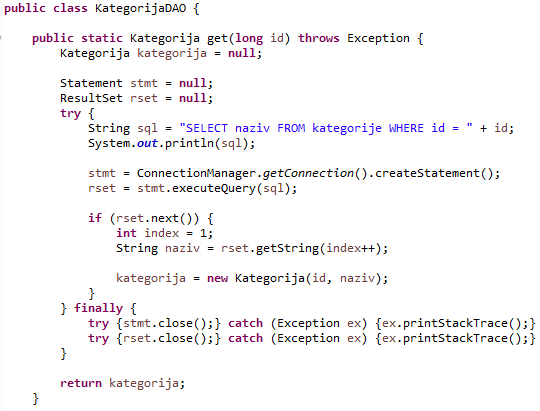 public class KategorijaDAO {
public static Kategorija get(long id) throws Exception {
Kategorija kategorija = null;
Statement stmt = null;
ResultSet rset = null;
try {
String sql = "SELECT naziv FROM kategorije WHERE id = " + id;
System.out.println(sql);
stmt = ConnectionManager.getConnection().createStatement();
rset = stmt.executeQuery(sql);
if (rset.next()) {
int index = 1;
String naziv = rset.getString(index++);
kategorija = new Kategorija(id, naziv);
}
} finally {
try {stmt.close();} catch (Exception ex) {ex.printStackTrace();}
try {rset.close();} catch (Exception ex) {ex.printStackTrace();}
}
return kategorija;
}